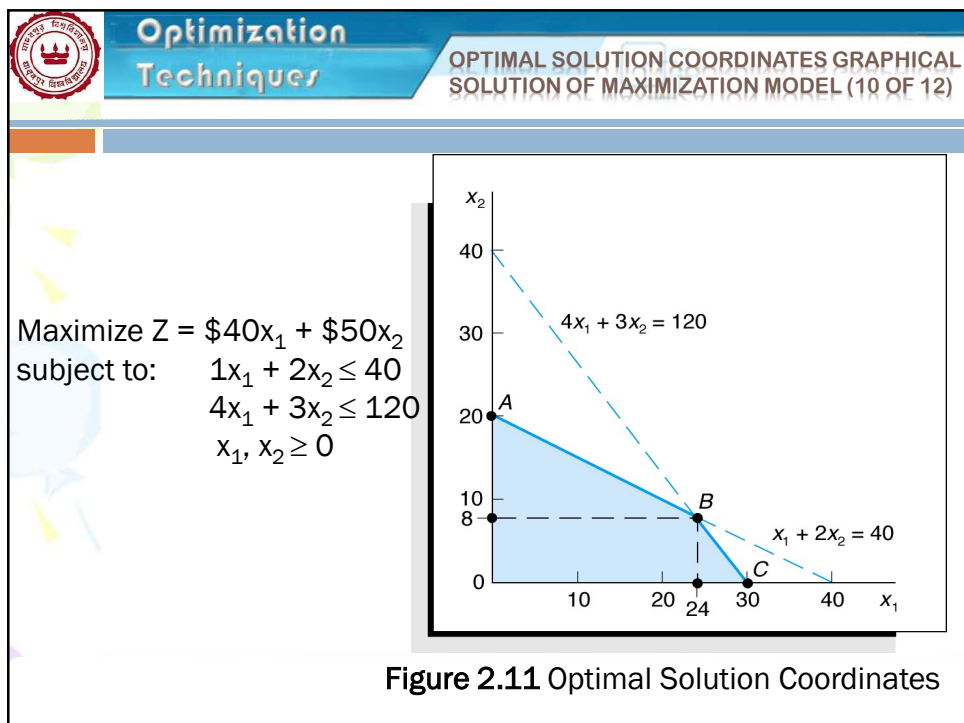 Optimization
Techniques
OPTIMAL SOLUTION COORDINATES GRAPHICAL
SOLUTION OF MAXIMIZATION MODEL (10 OF 12)
Maximize Z = $40x₁ + $50x₂
subject to: 1x₁ + 2x₂ ≤ 40
4x₁ + 3x₂ ≤ 120
x₁, x₂ ≥ 0
x₂
40
4x₁ + 3x₂ = 120
30
A
20
10
B
8
x₁ + 2x₂ = 40
C
0
10
20
24
30
40
x₁
Figure 2.11 Optimal Solution Coordinates